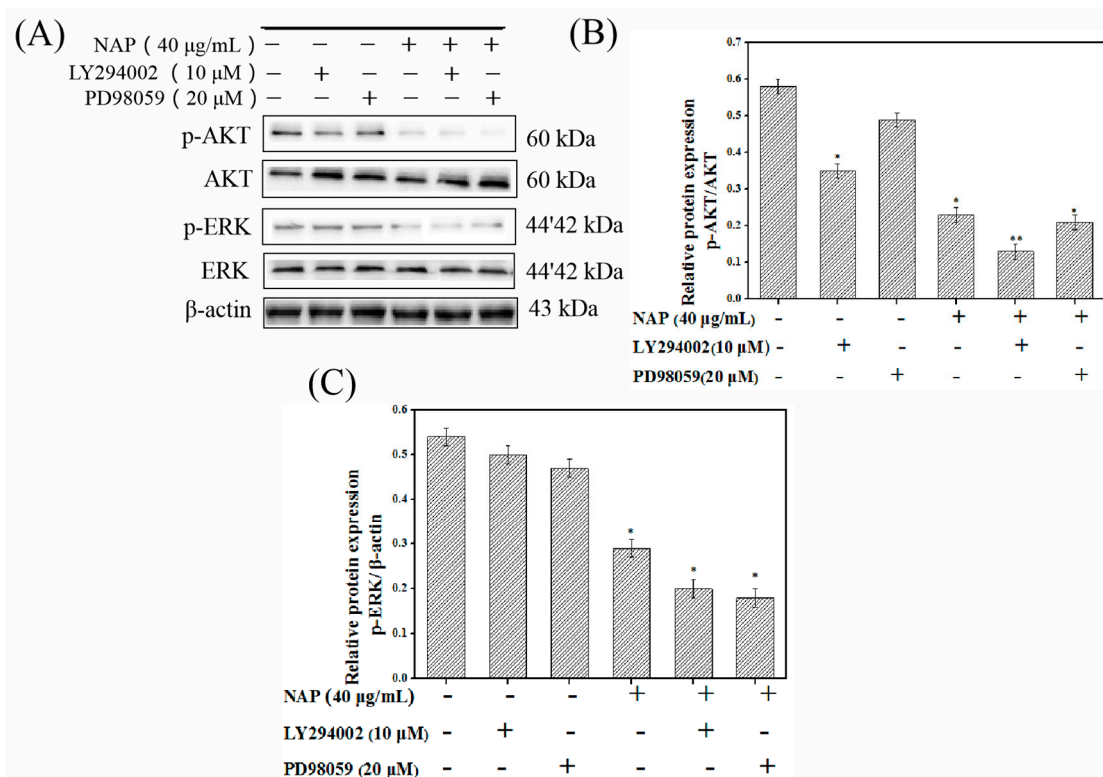 (A)
NAP ( 40 μg/mL) − − − + + +
LY294002 ( 10 μM) − + − − + −
PD98059 ( 20 μM) − − + − − +
p-AKT 60 kDa
AKT 60 kDa
p-ERK 44'42 kDa
ERK 44'42 kDa
β-actin 43 kDa
(B)
Relative protein expression
p-AKT/AKT
0.7
0.6
0.5
0.4
0.3
0.2
0.1
0.0
*
*
**
*
NAP (40 μg/mL) - - - + + +
LY294002(10 μM) - + - - + -
PD98059(20 μM) - - + - - +
(C)
Relative protein expression
p-ERK/β-actin
0.6
0.5
0.4
0.3
0.2
0.1
0.0
*
*
*
NAP (40 μg/mL) - - - + + +
LY294002 (10 μM) - + - - + -
PD98059 (20 μM) - - + - - +